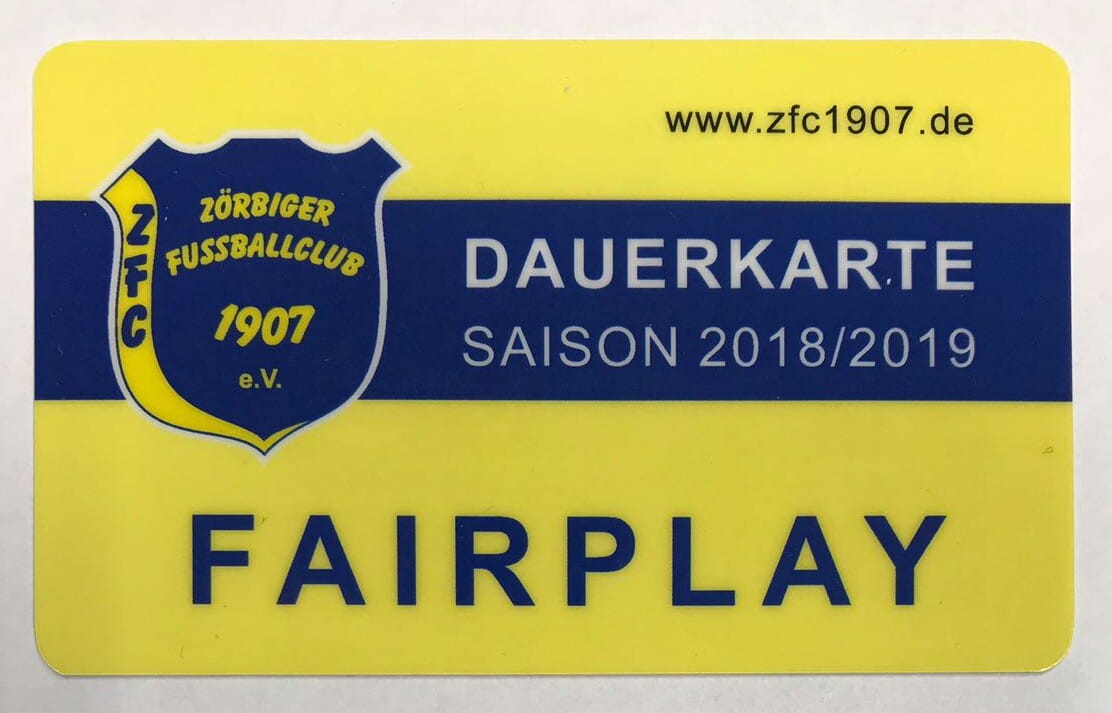 www.zfc1907.de
ZfC
ZÖRBIGER
FUSSBALLCLUB
1907
e.V.
DAUERKARTE
SAISON 2018/2019
FAIRPLAY